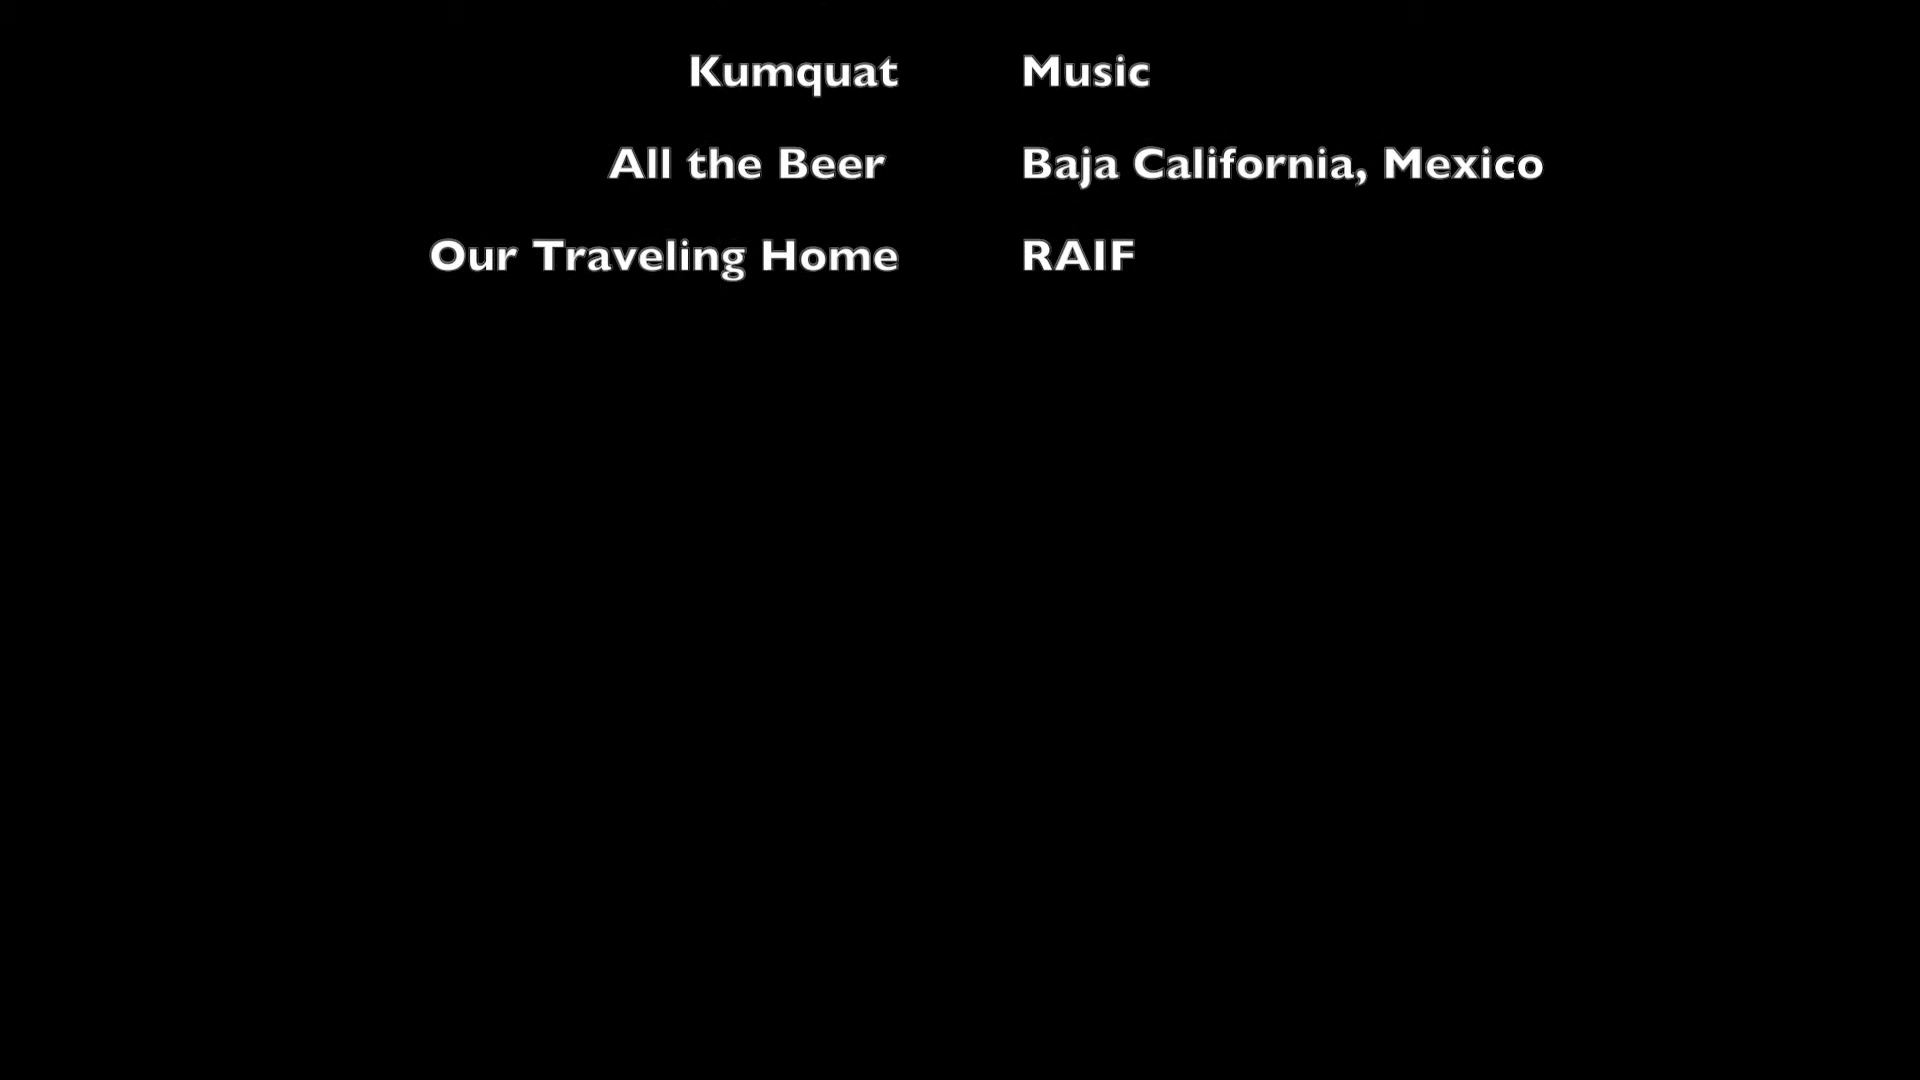 Kumquat Music
All the Beer Baja California, Mexico
Our Traveling Home RAIF